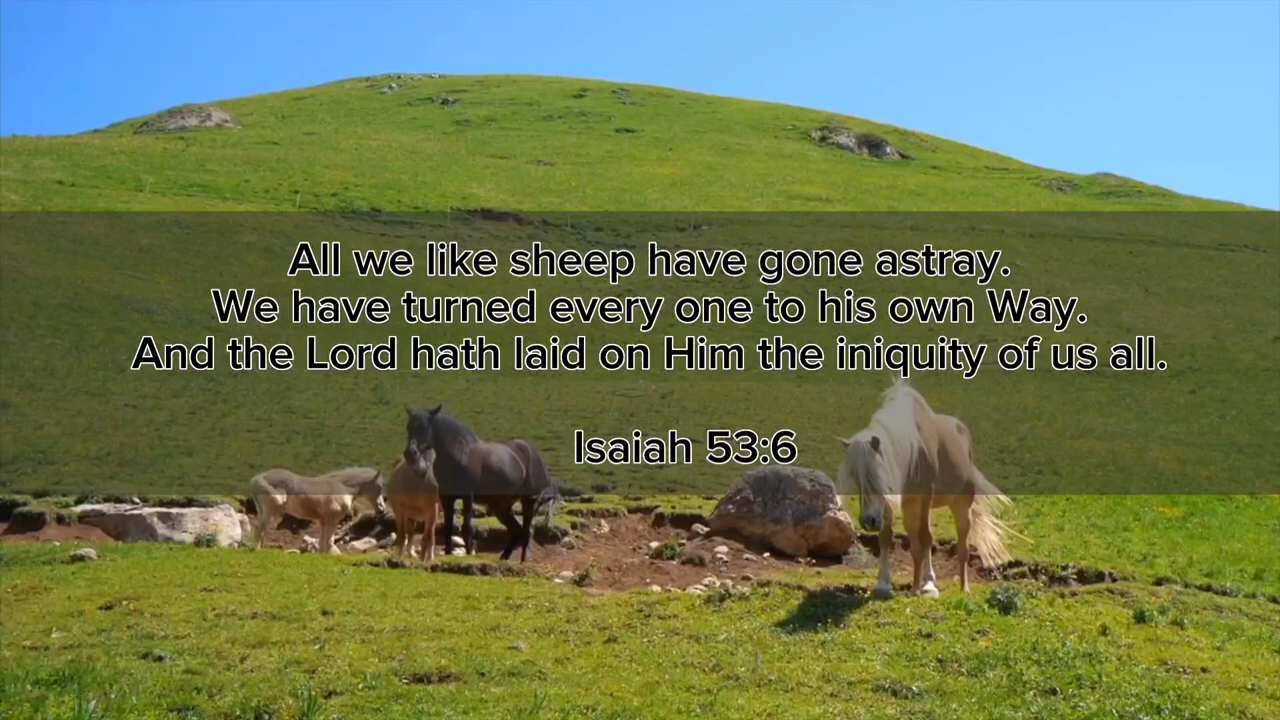 All we like sheep have gone astray.
We have turned every one to his own Way.
And the Lord hath laid on Him the iniquity of us all.
Isaiah 53:6